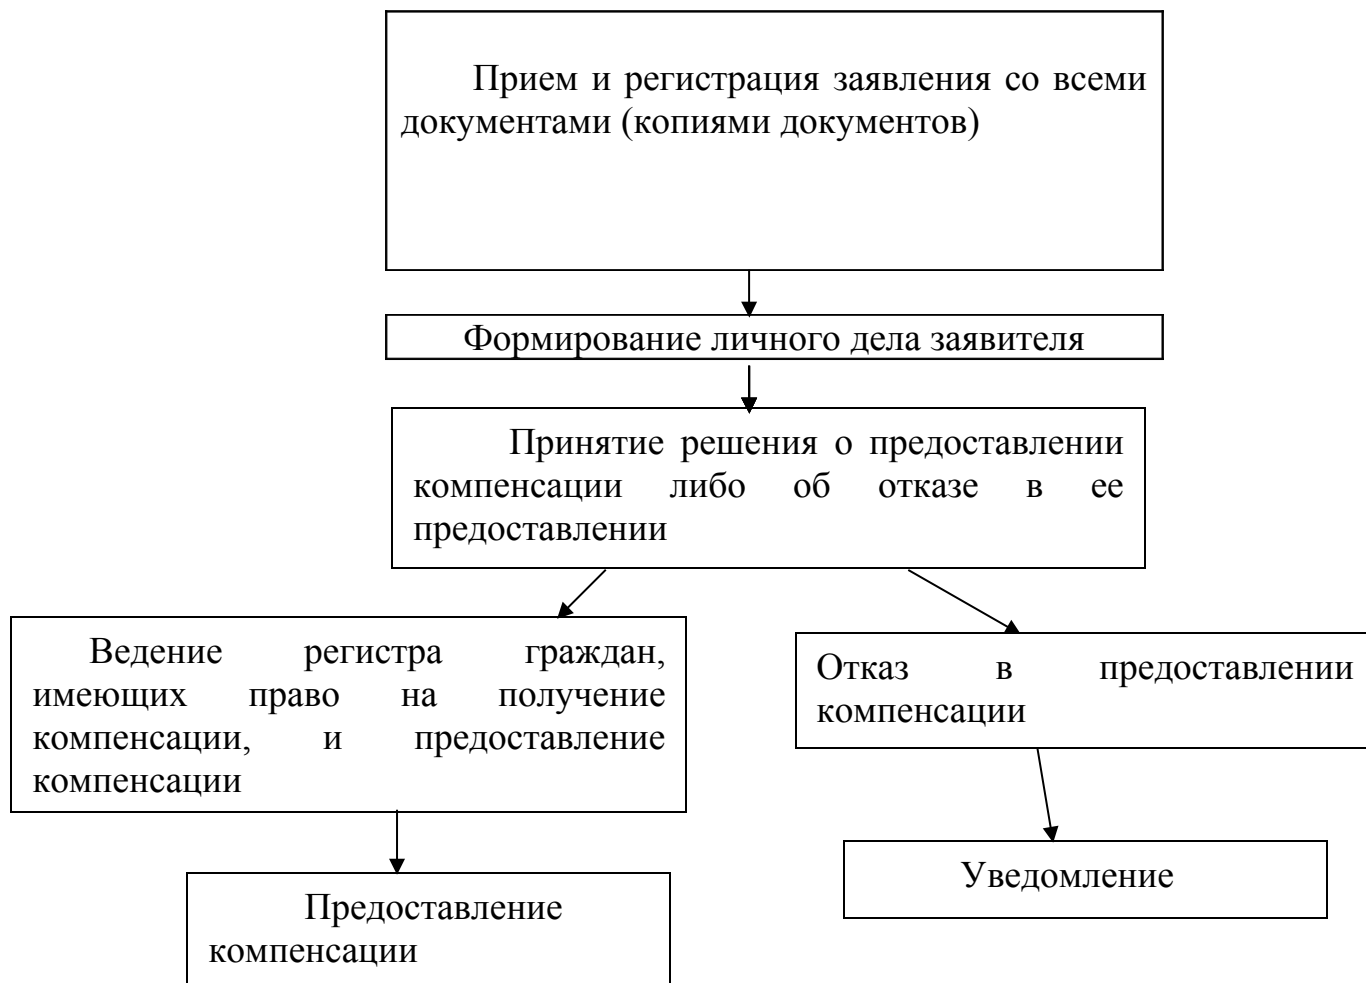 Прием и регистрация заявления со всеми
документами (копиями документов)
Формирование личного дела заявителя
Принятие решения о предоставлении
компенсации либо об отказе в ее
предоставлении
Ведение регистра граждан,
имеющих право на получение
компенсации, и предоставление
компенсации
Отказ в предоставлении
компенсации
Предоставление
компенсации
Уведомление